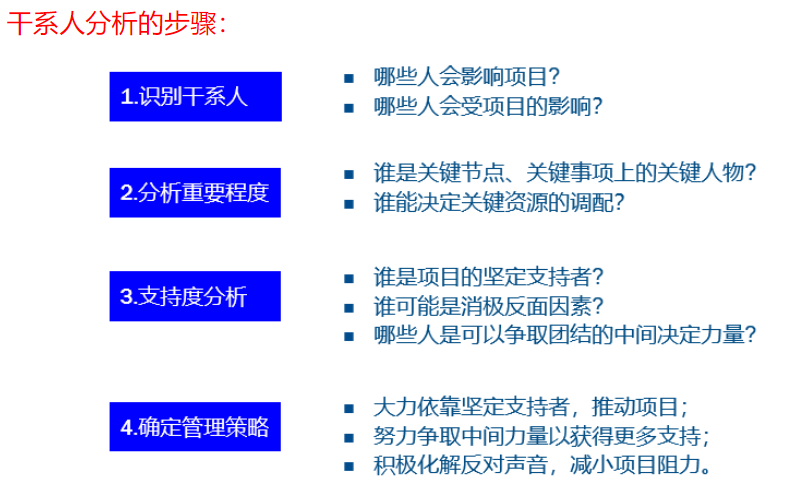 干系人分析的步骤：
1.识别干系人
■ 哪些人会影响项目？
■ 哪些人会受项目的影响？
2.分析重要程度
■ 谁是关键节点、关键事项上的关键人物？
■ 谁能决定关键资源的调配？
3.支持度分析
■ 谁是项目的坚定支持者？
■ 谁可能是消极反面因素？
■ 哪些人是可以争取团结的中间决定力量？
4.确定管理策略
■ 大力依靠坚定支持者，推动项目；
■ 努力争取中间力量以获得更多支持；
■ 积极化解反对声音，减小项目阻力。